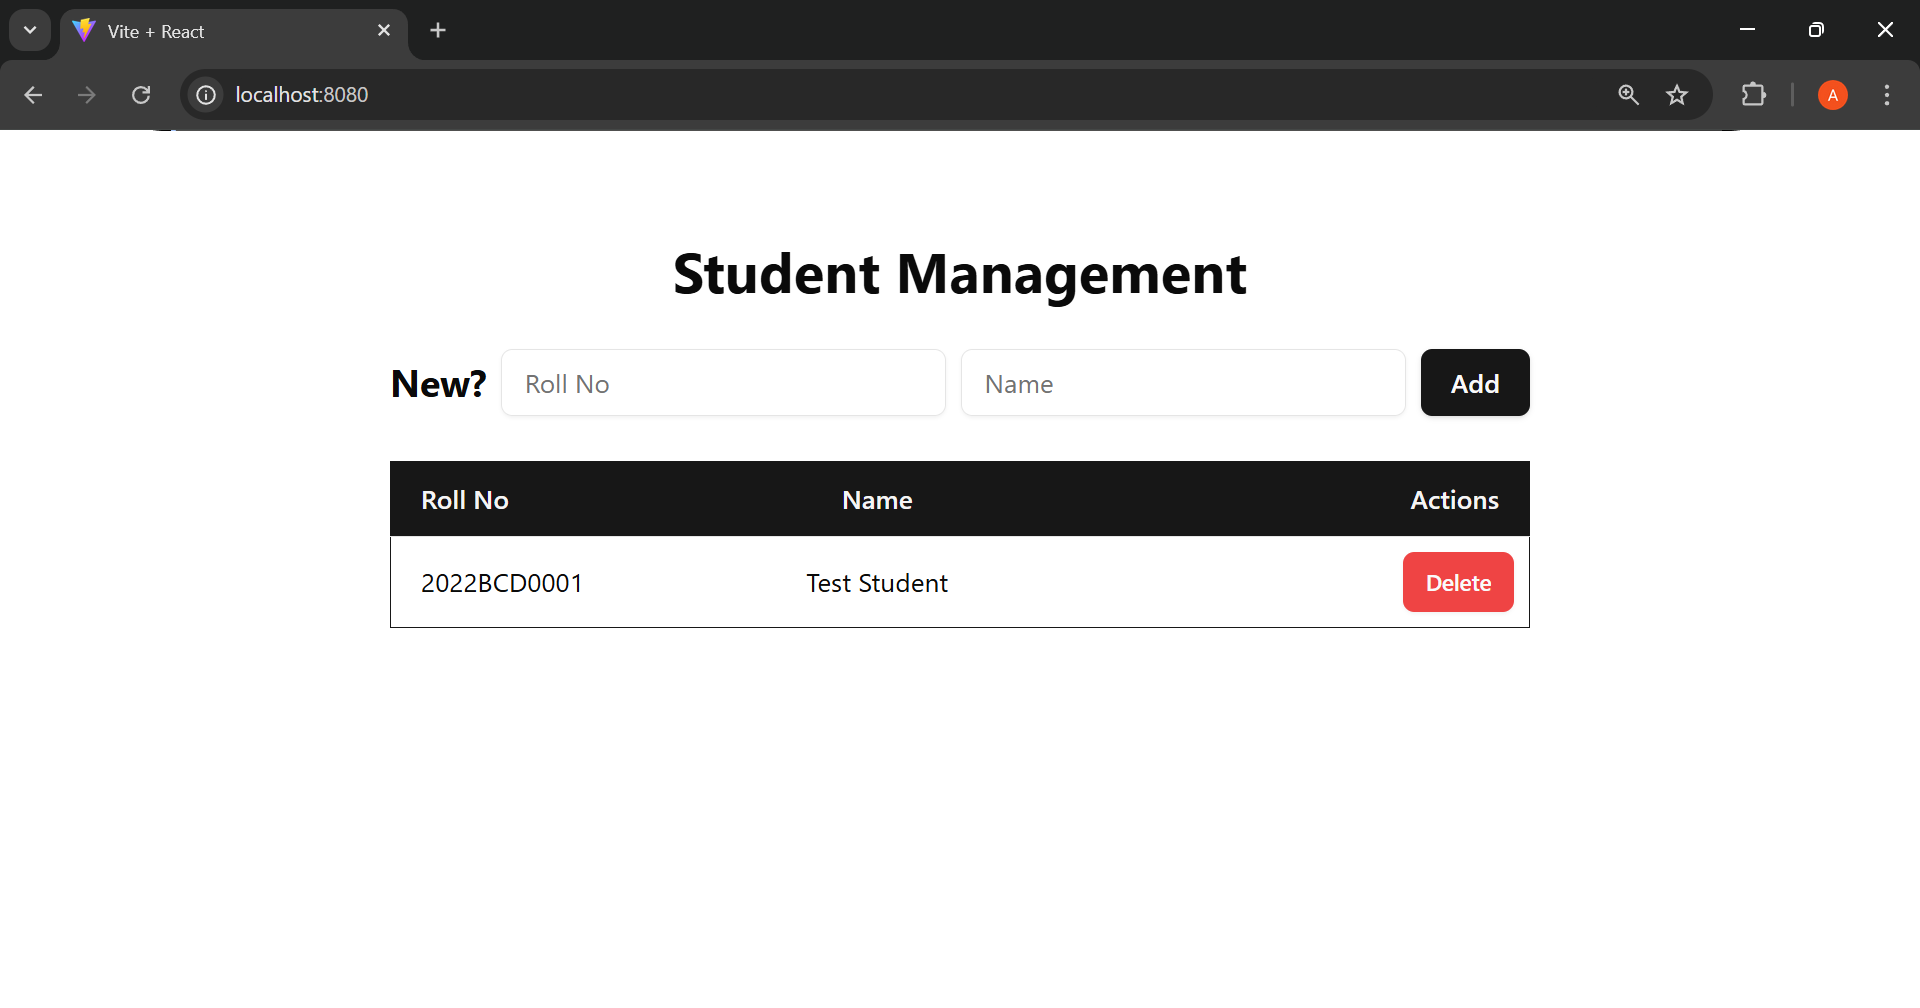 Vite + React
localhost:8080
A
Student Management
New? Roll No Name Add
Roll No Name Actions
2022BCD0001 Test Student Delete